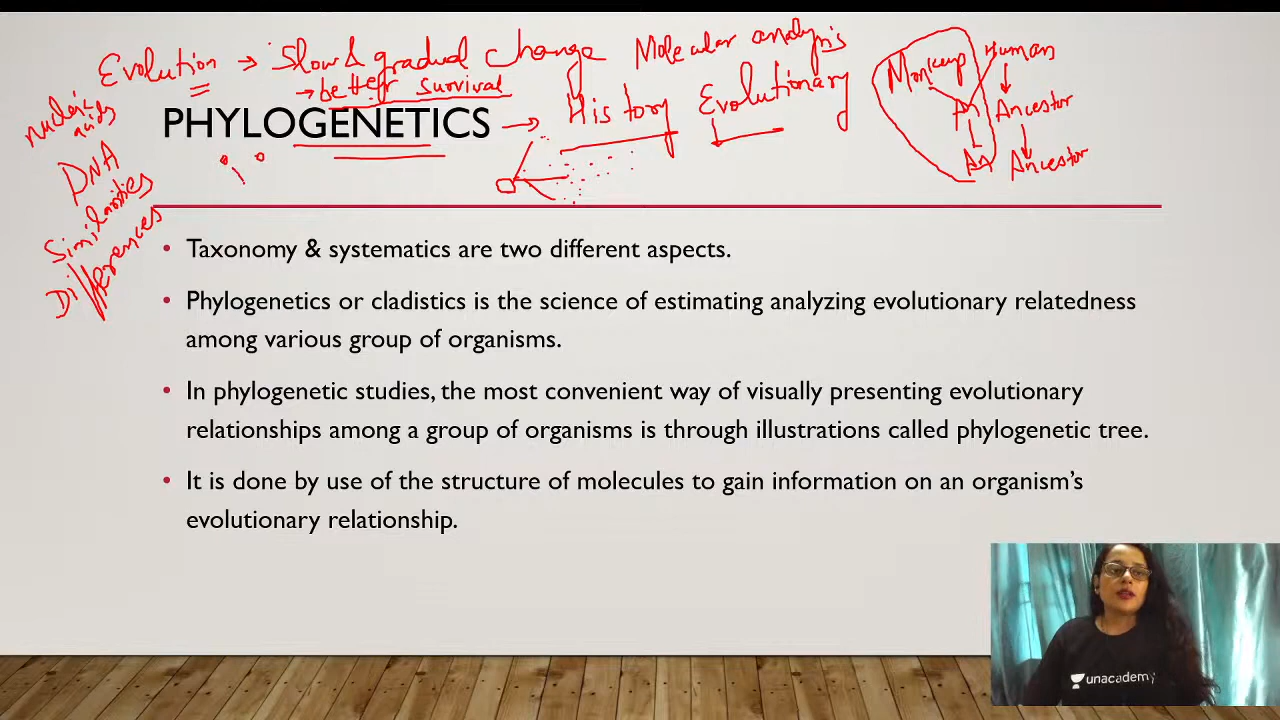 Evolution → Slow & gradual change Molecular analysis
→ better survival
Nucleic acids
DNA
Similarities
Differences
PHYLOGENETICS → History Evolutionary
Human
Ancestor
Ancestor
An
An
• Taxonomy & systematics are two different aspects.
• Phylogenetics or cladistics is the science of estimating analyzing evolutionary relatedness
among various group of organisms.
• In phylogenetic studies, the most convenient way of visually presenting evolutionary
relationships among a group of organisms is through illustrations called phylogenetic tree.
• It is done by use of the structure of molecules to gain information on an organism's
evolutionary relationship.
unacademy